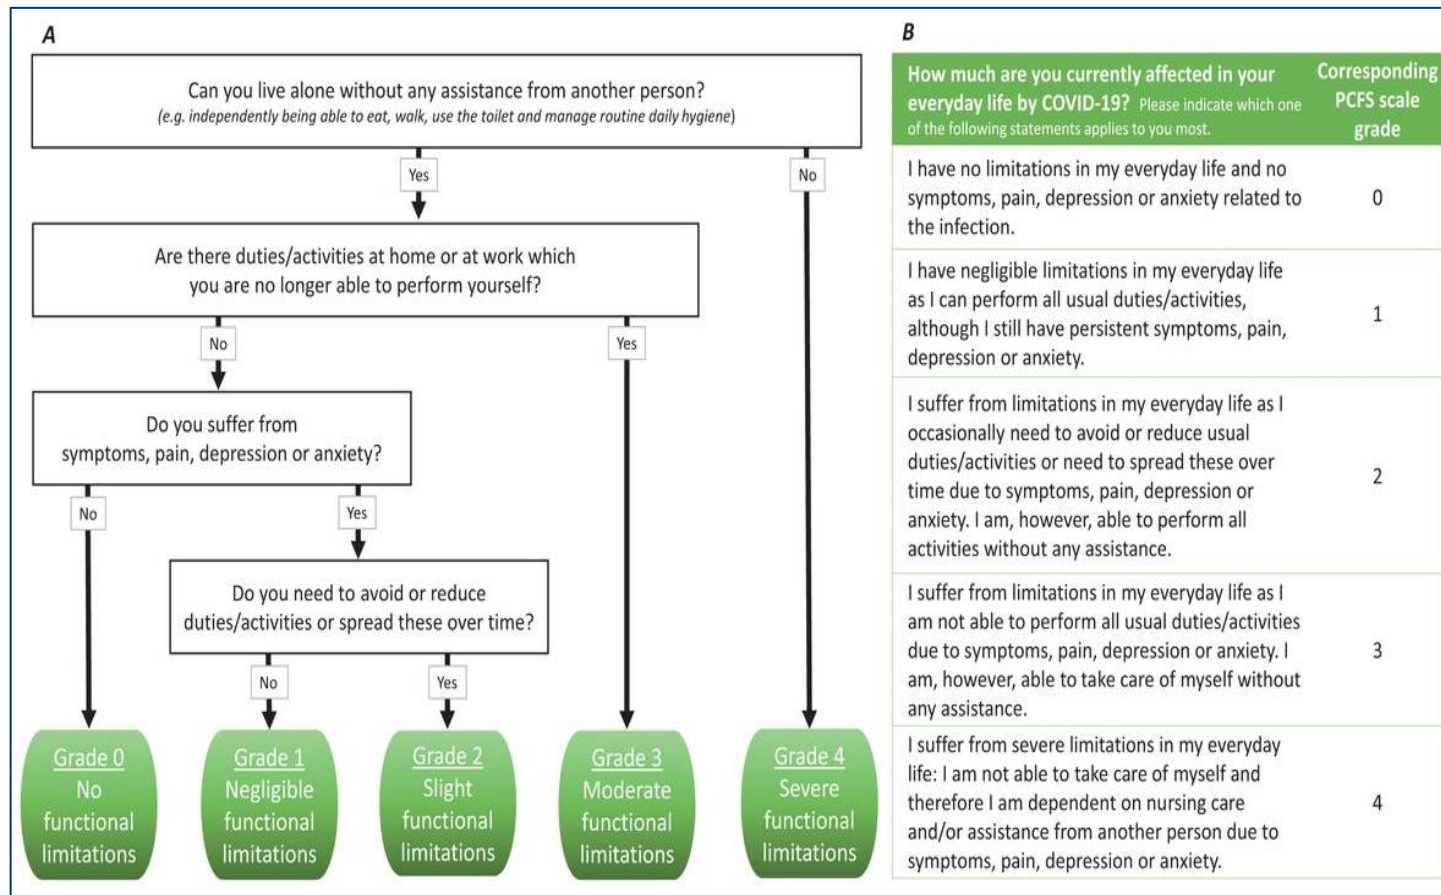 A
Can you live alone without any assistance from another person?
(e.g. independently being able to eat, walk, use the toilet and manage routine daily hygiene)
Yes
No
Are there duties/activities at home or at work which
you are no longer able to perform yourself?
No
Yes
Do you suffer from
symptoms, pain, depression or anxiety?
No
Yes
Do you need to avoid or reduce
duties/activities or spread these over time?
No
Yes
Grade 0
No
functional
limitations
Grade 1
Negligible
functional
limitations
Grade 2
Slight
functional
limitations
Grade 3
Moderate
functional
limitations
Grade 4
Severe
functional
limitations
B
How much are you currently affected in your
everyday life by COVID-19? Please indicate which one
of the following statements applies to you most.
Corresponding
PCFS scale
grade
I have no limitations in my everyday life and no
symptoms, pain, depression or anxiety related to
the infection.
0
I have negligible limitations in my everyday life
as I can perform all usual duties/activities,
although I still have persistent symptoms, pain,
depression or anxiety.
1
I suffer from limitations in my everyday life as I
occasionally need to avoid or reduce usual
duties/activities or need to spread these over
time due to symptoms, pain, depression or
anxiety. I am, however, able to perform all
activities without any assistance.
2
I suffer from limitations in my everyday life as I
am not able to perform all usual duties/activities
due to symptoms, pain, depression or anxiety. I
am, however, able to take care of myself without
any assistance.
3
I suffer from severe limitations in my everyday
life: I am not able to take care of myself and
therefore I am dependent on nursing care
and/or assistance from another person due to
symptoms, pain, depression or anxiety.
4